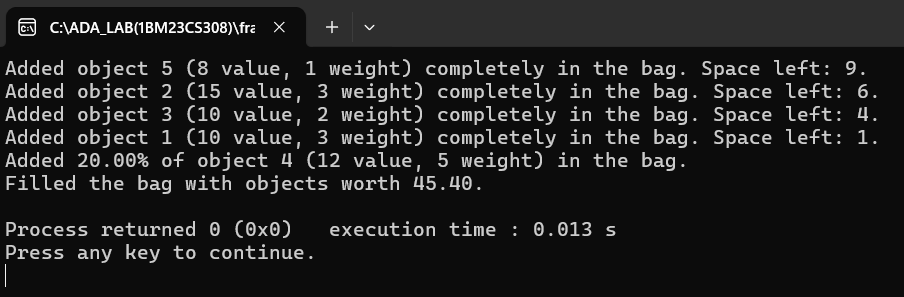 C:\ADA_LAB(1BM23CS308)\fra
Added object 5 (8 value, 1 weight) completely in the bag. Space left: 9.
Added object 2 (15 value, 3 weight) completely in the bag. Space left: 6.
Added object 3 (10 value, 2 weight) completely in the bag. Space left: 4.
Added object 1 (10 value, 3 weight) completely in the bag. Space left: 1.
Added 20.00% of object 4 (12 value, 5 weight) in the bag.
Filled the bag with objects worth 45.40.
Process returned 0 (0x0)   execution time : 0.013 s
Press any key to continue.